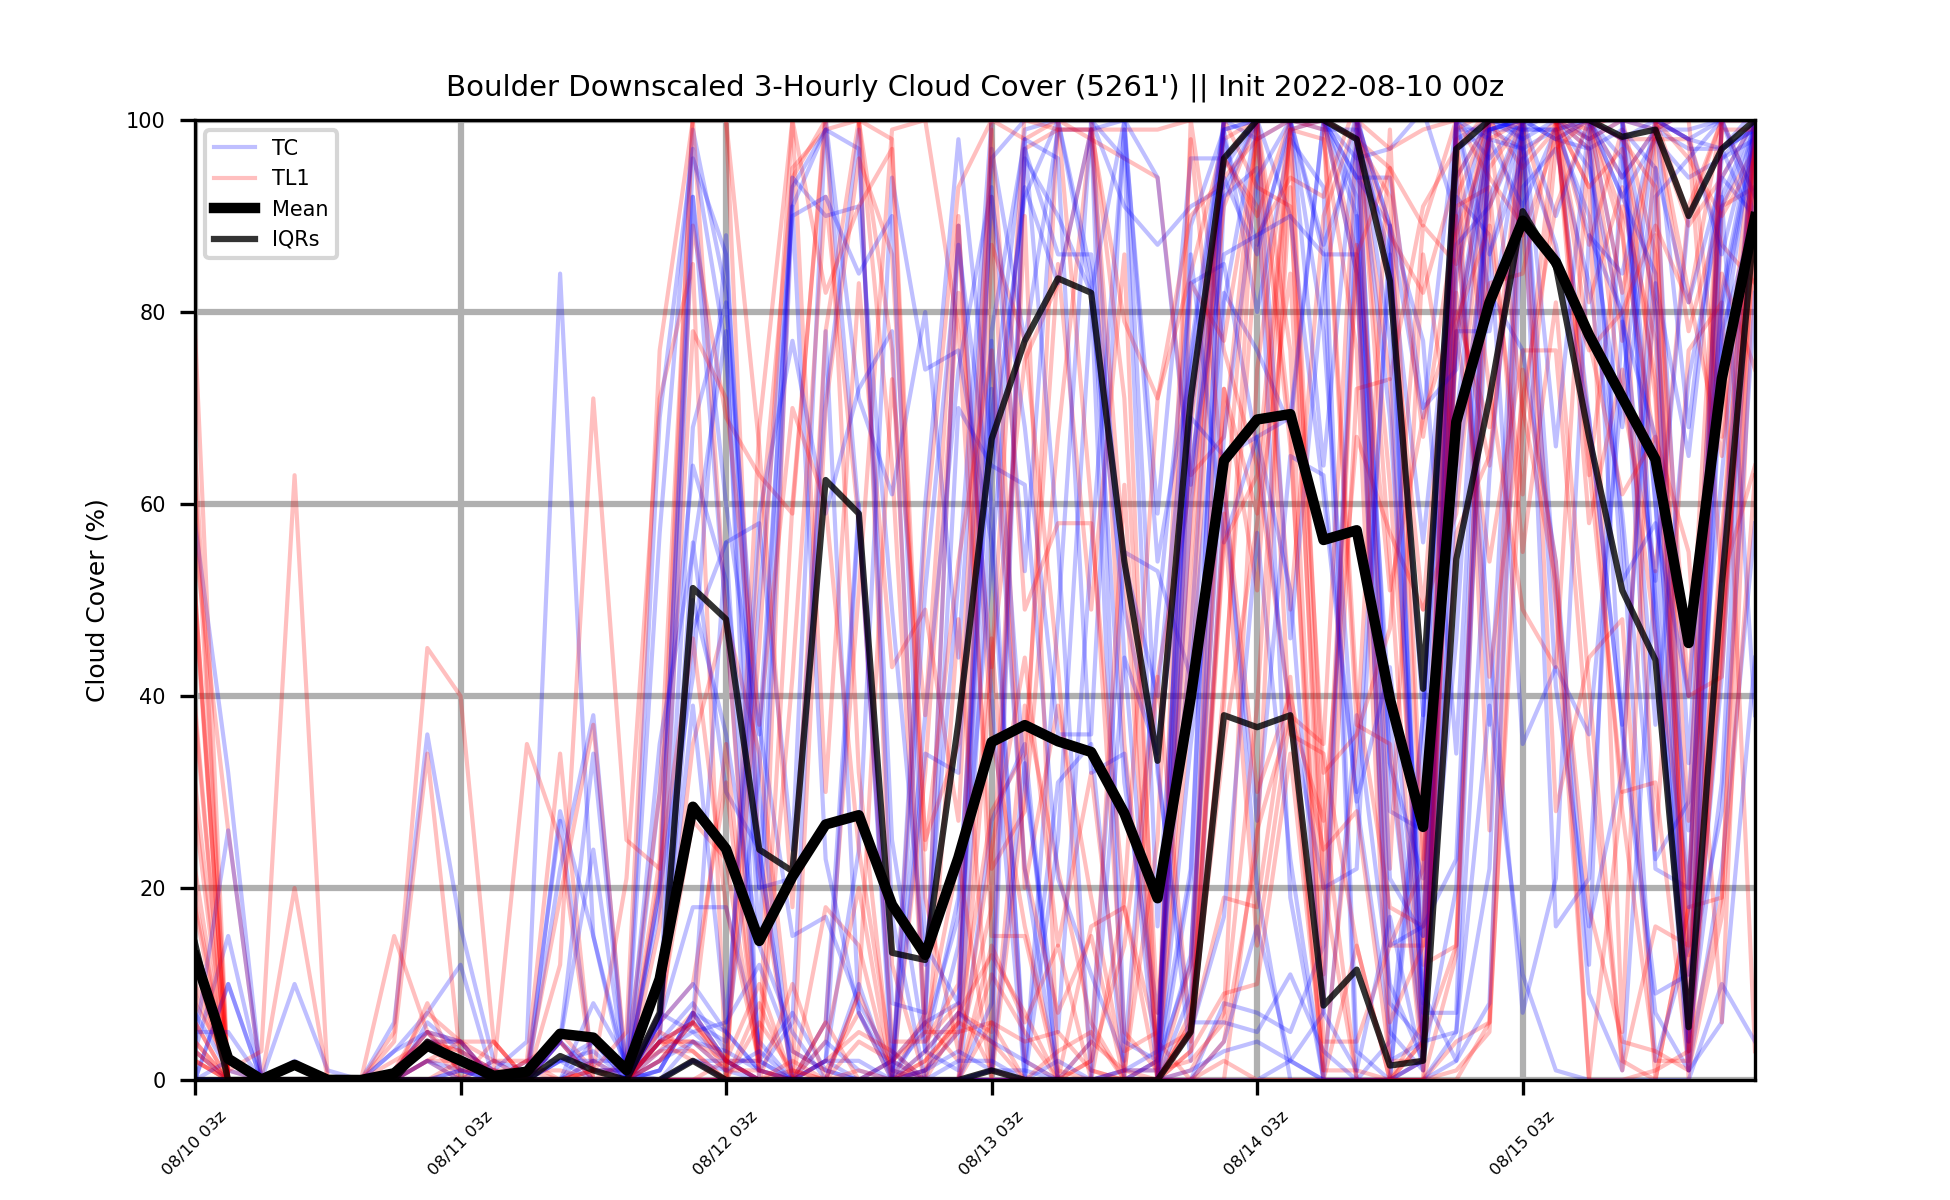 Boulder Downscaled 3-Hourly Cloud Cover (5261') || Init 2022-08-10 00z
TC
TL1
Mean
IQRs
Cloud Cover (%)
100
80
60
40
20
0
08/10 03z
08/11 03z
08/12 03z
08/13 03z
08/14 03z
08/15 03z